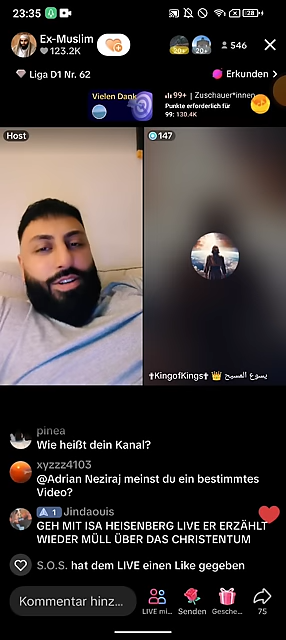 23:35
28
Ex-Muslim
123.2K
20+
20+
546
Liga D1 Nr. 62
Erkunden >
Vielen Dank
99+ | Zuschauer*innen
Punkte erforderlich für
99: 130.4K
Host
147
✝KingofKings✝ 👑 يسوع المسيح
pinea
Wie heißt dein Kanal?
xyzzz4103
@Adrian Neziraj meinst du ein bestimmtes
Video?
1 Jindaouis
GEH MIT ISA HEISENBERG LIVE ER ERZÄHLT
WIEDER MÜLL ÜBER DAS CHRISTENTUM
S.O.S. hat dem LIVE einen Like gegeben
Kommentar hinz...
LIVE mi...
Senden
Gesche...
75